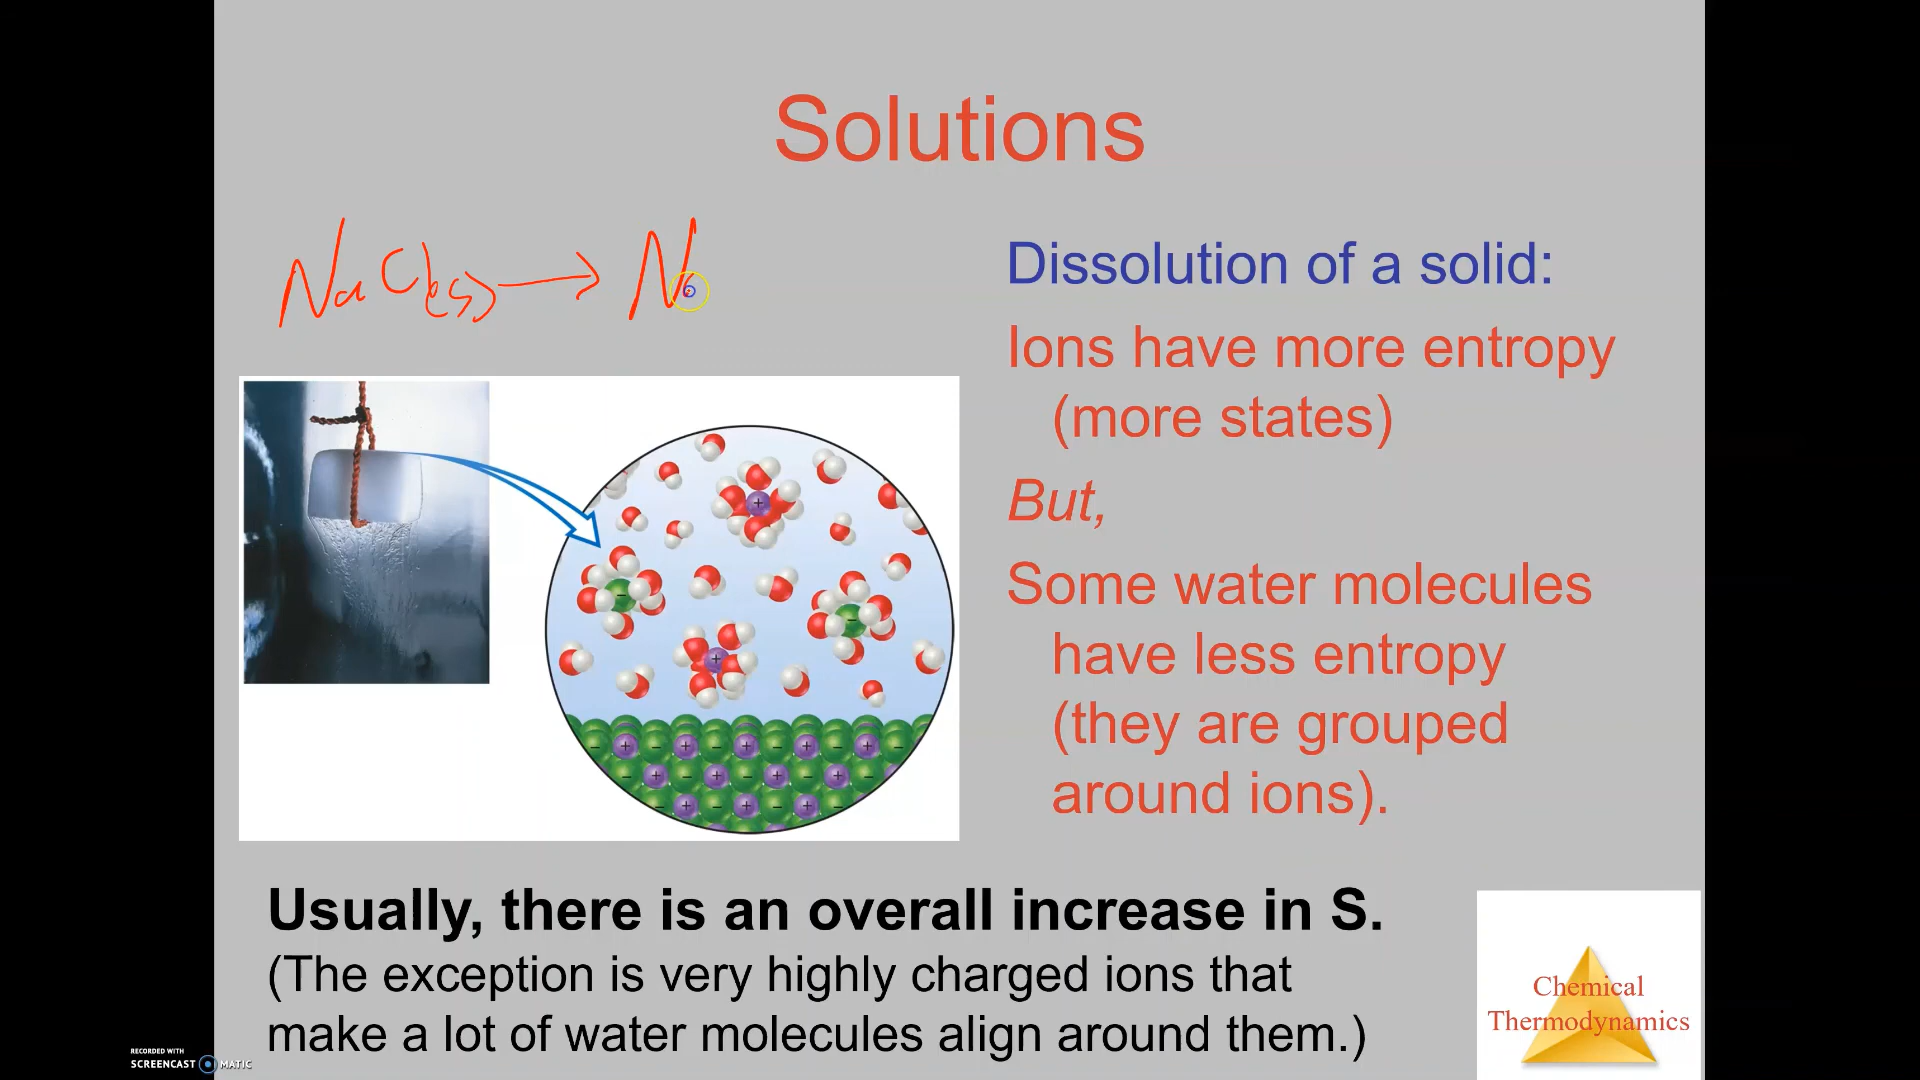 Solutions
NaCl(s) → Na
Dissolution of a solid:
Ions have more entropy
(more states)
But,
Some water molecules
have less entropy
(they are grouped
around ions).
Usually, there is an overall increase in S.
(The exception is very highly charged ions that
make a lot of water molecules align around them.)
Chemical
Thermodynamics
RECORDED WITH
SCREENCAST MATIC